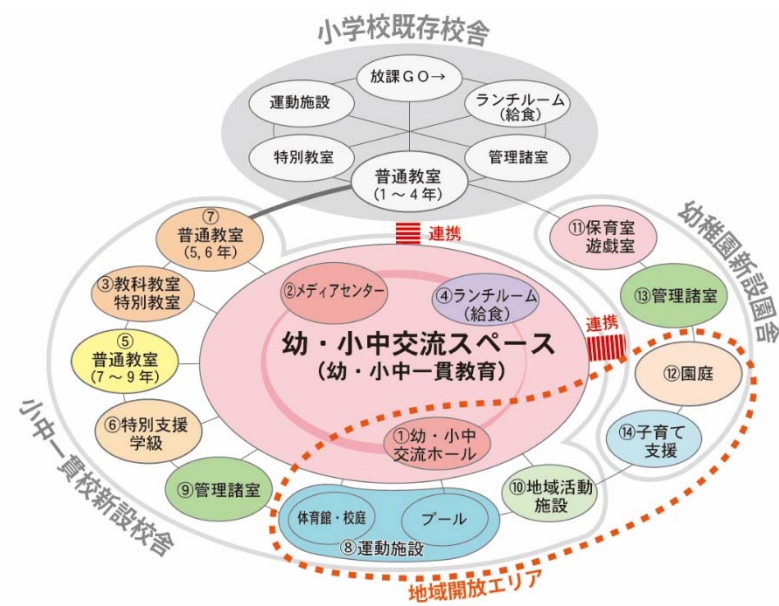 小学校既存校舎
放課GO→
運動施設
ランチルーム
(給食)
特別教室
管理諸室
普通教室
(1～4年)
連携
⑦
普通教室
(5,6年)
③教科教室
特別教室
⑤
普通教室
(7～9年)
⑥特別支援
学級
⑨管理諸室
小中一貫校新設校舎
②メディアセンター
④ランチルーム
(給食)
幼・小中交流スペース
(幼・小中一貫教育)
連携
①幼・小中
交流ホール
体育館・校庭
プール
⑧運動施設
⑩地域活動
施設
幼稚園新設園舎
⑪保育室
遊戯室
⑬管理諸室
⑫園庭
⑭子育て
支援
地域開放エリア